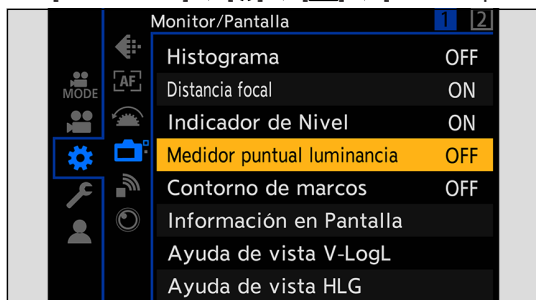 Monitor/Pantalla 1 2
Histograma OFF
MODE
AF
Distancia focal ON
Indicador de Nivel ON
Medidor puntual luminancia OFF
Contorno de marcos OFF
Información en Pantalla
Ayuda de vista V-LogL
Ayuda de vista HLG